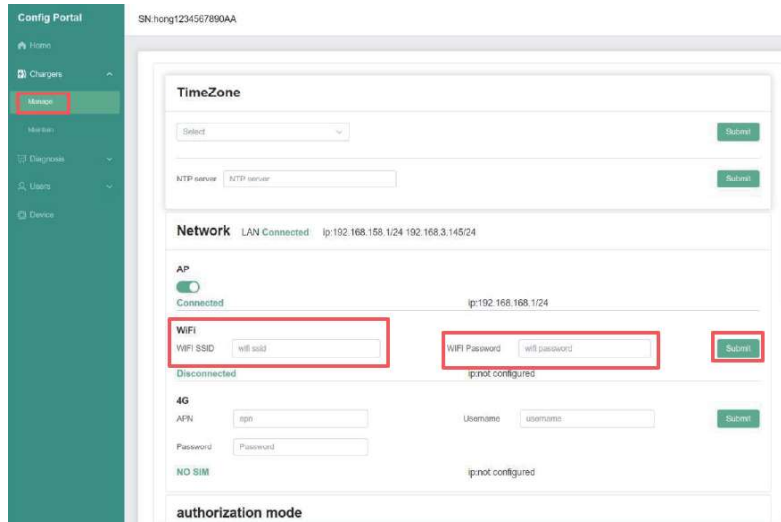 Config Portal
SN:hong1234567890AA
Home
Chargers
Manage
Maintain
Diagnosis
Users
Device
TimeZone
Select
Submit
NTP server NTP server
Submit
Network LAN Connected ip:192.168.158.1/24 192.168.3.145/24
AP
Connected ip:192.168.168.1/24
WiFi
WIFI SSID wifi ssid WIFI Password wifi password Submit
Disconnected ip:not configured
4G
APN apn Username username Submit
Password Password
NO SIM ip:not configured
authorization mode